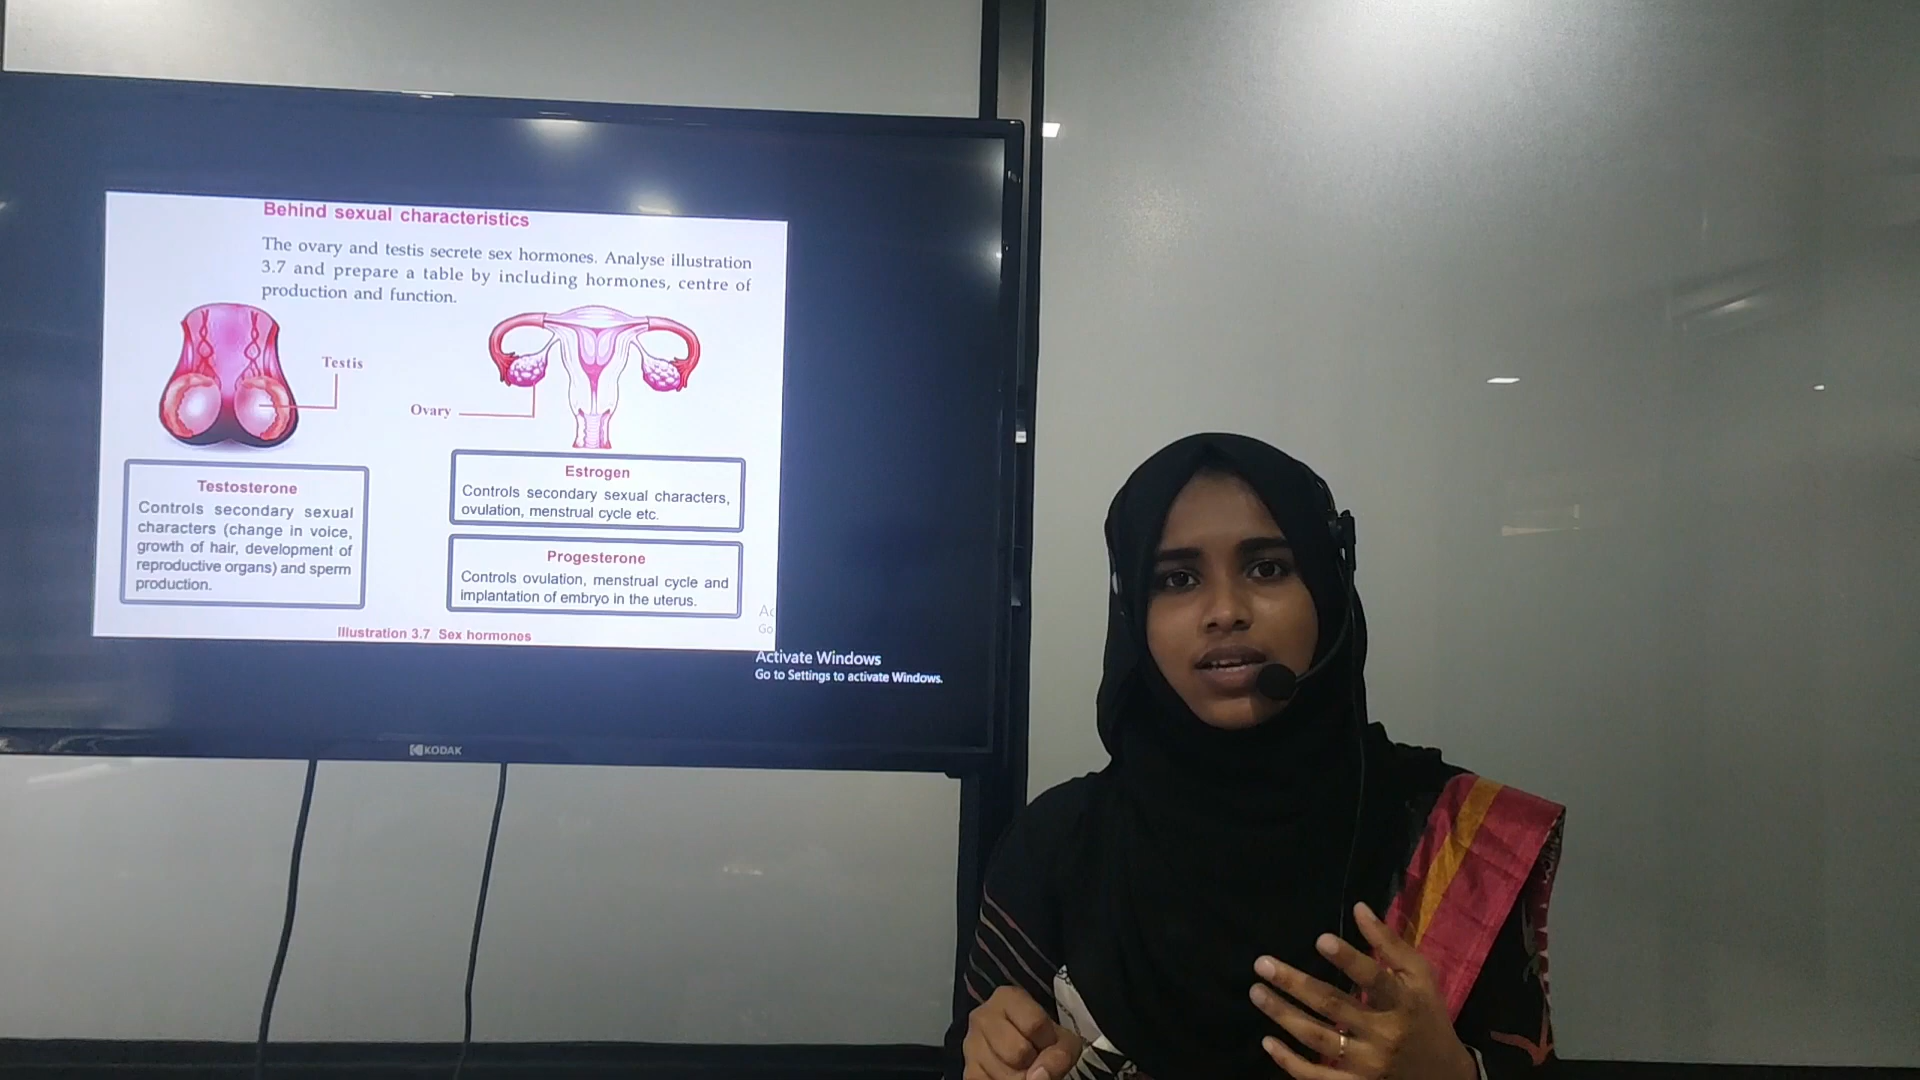 Behind sexual characteristics
The ovary and testis secrete sex hormones. Analyse illustration
3.7 and prepare a table by including hormones, centre of
production and function.
Testis
Ovary
Testosterone
Controls secondary sexual
characters (change in voice,
growth of hair, development of
reproductive organs) and sperm
production.
Estrogen
Controls secondary sexual characters,
ovulation, menstrual cycle etc.
Progesterone
Controls ovulation, menstrual cycle and
implantation of embryo in the uterus.
Illustration 3.7 Sex hormones
Ac
Go
Activate Windows
Go to Settings to activate Windows.
KODAK